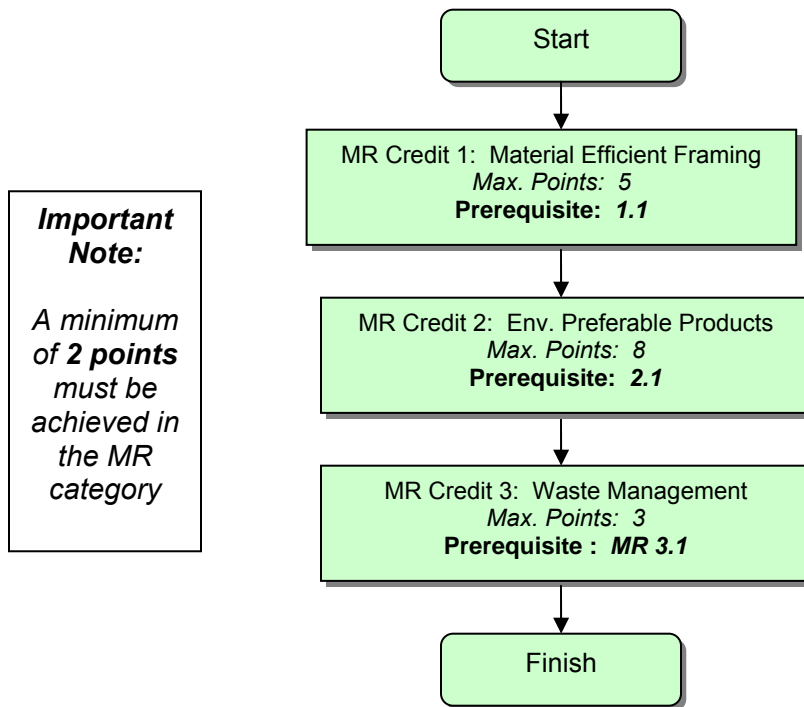 Start
MR Credit 1: Material Efficient Framing
Max. Points: 5
Prerequisite: 1.1
Important
Note:
A minimum
of 2 points
must be
achieved in
the MR
category
MR Credit 2: Env. Preferable Products
Max. Points: 8
Prerequisite: 2.1
MR Credit 3: Waste Management
Max. Points: 3
Prerequisite : MR 3.1
Finish